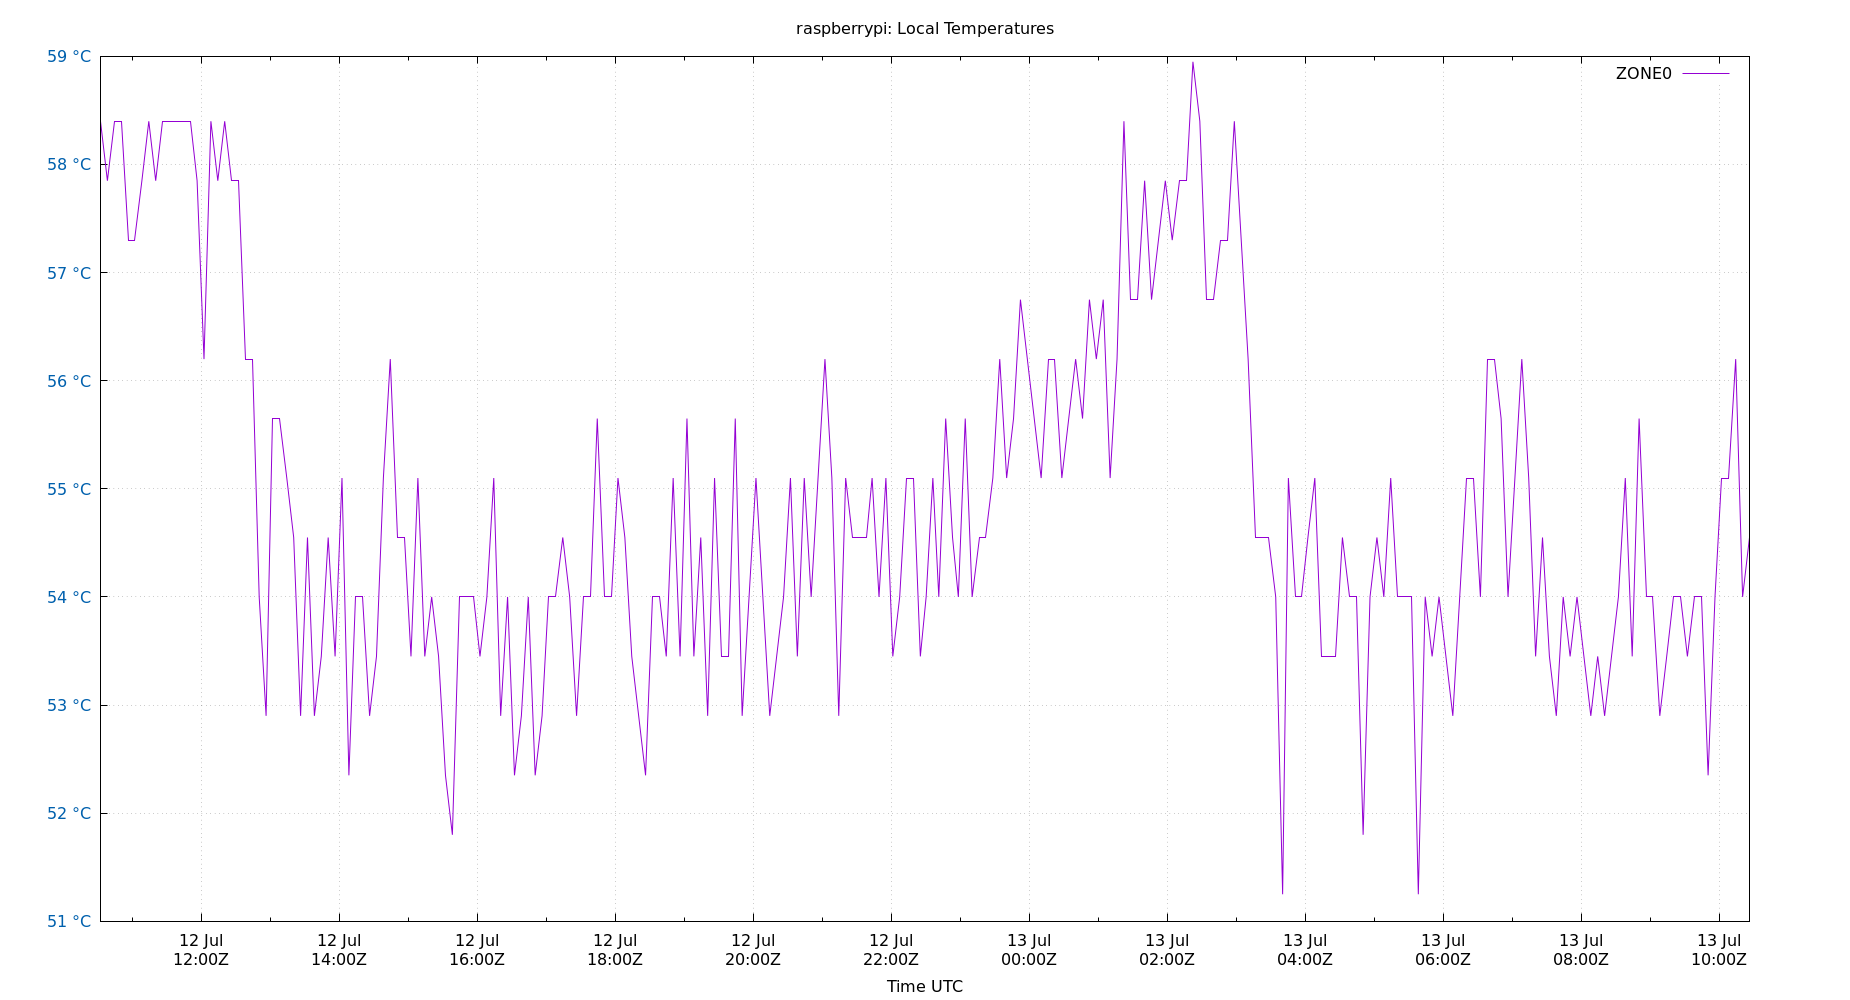 raspberrypi: Local Temperatures
59 °C
ZONE0
58 °C
57 °C
56 °C
55 °C
54 °C
53 °C
52 °C
51 °C
12 Jul 12 Jul 12 Jul 12 Jul 12 Jul 12 Jul 13 Jul 13 Jul 13 Jul 13 Jul 13 Jul 13 Jul
12:00Z 14:00Z 16:00Z 18:00Z 20:00Z 22:00Z 00:00Z 02:00Z 04:00Z 06:00Z 08:00Z 10:00Z
Time UTC